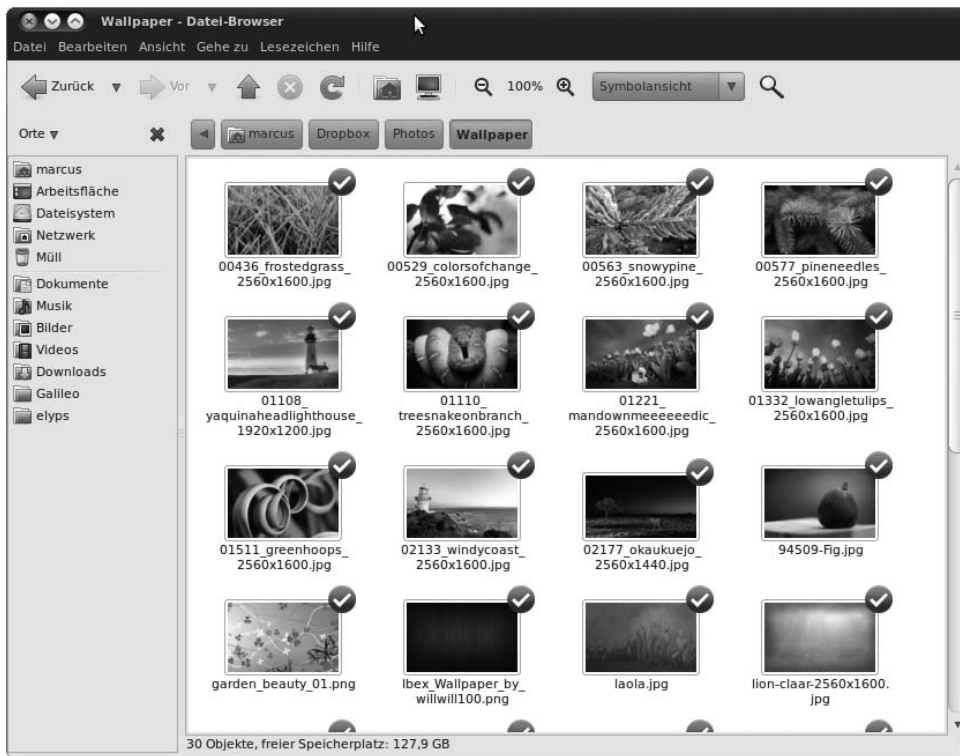 Wallpaper - Datei-Browser
Datei Bearbeiten Ansicht Gehe zu Lesezeichen Hilfe
Zurück Vor 100% Symbolansicht
Orte marcus Dropbox Photos Wallpaper
marcus
Arbeitsfläche
Dateisystem
Netzwerk
Müll
Dokumente
Musik
Bilder
Videos
Downloads
Galileo
elyps
00436_frostedgrass_ 00529_colorsofchange_ 00563_snowypine_ 00577_pineneedles_
2560x1600.jpg 2560x1600.jpg 2560x1600.jpg 2560x1600.jpg
01108_ 01110_ 01221_ 01332_lowangletulips_
yaquinaheadlighthouse_ treesnakeonbranch_ mandownmeeeeeedic_ 2560x1600.jpg
1920x1200.jpg 2560x1600.jpg 2560x1600.jpg
01511_greenhoops_ 02133_windycoast_ 02177_okaukuejo_ 94509-Fig.jpg
2560x1600.jpg 2560x1600.jpg 2560x1440.jpg
garden_beauty_01.png Ibex_Wallpaper_by_ laola.jpg lion-claar-2560x1600.
willwill100.png jpg
30 Objekte, freier Speicherplatz: 127,9 GB